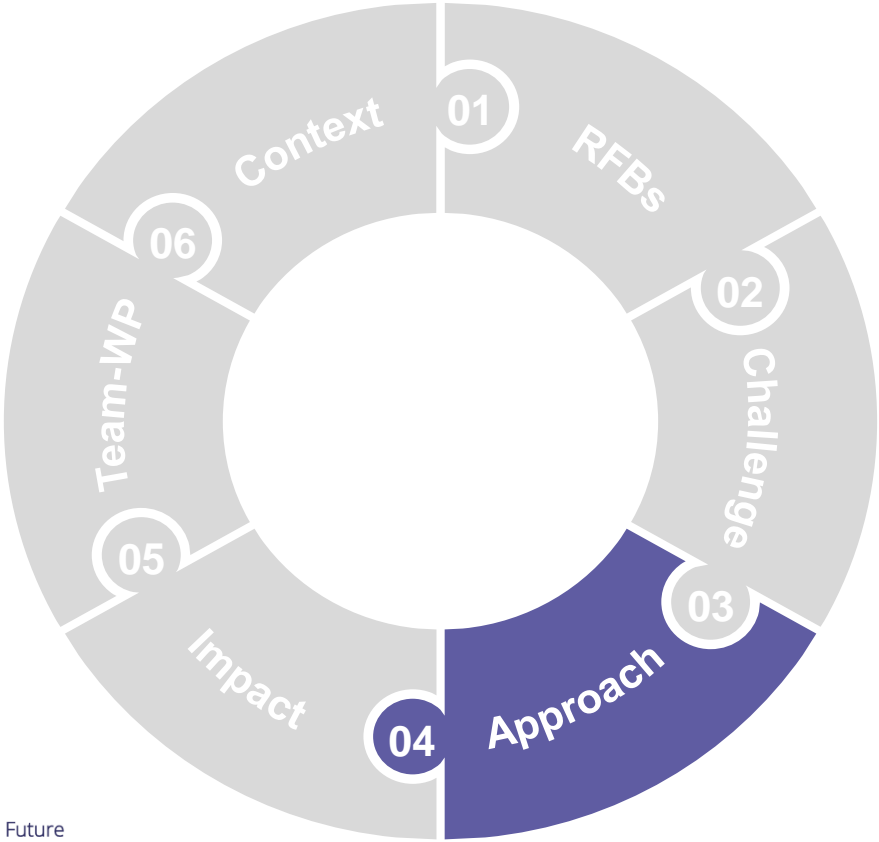 01
Context
RFBs
06
02
Team-WP
Challenge
05
03
Impact
Approach
04
Future